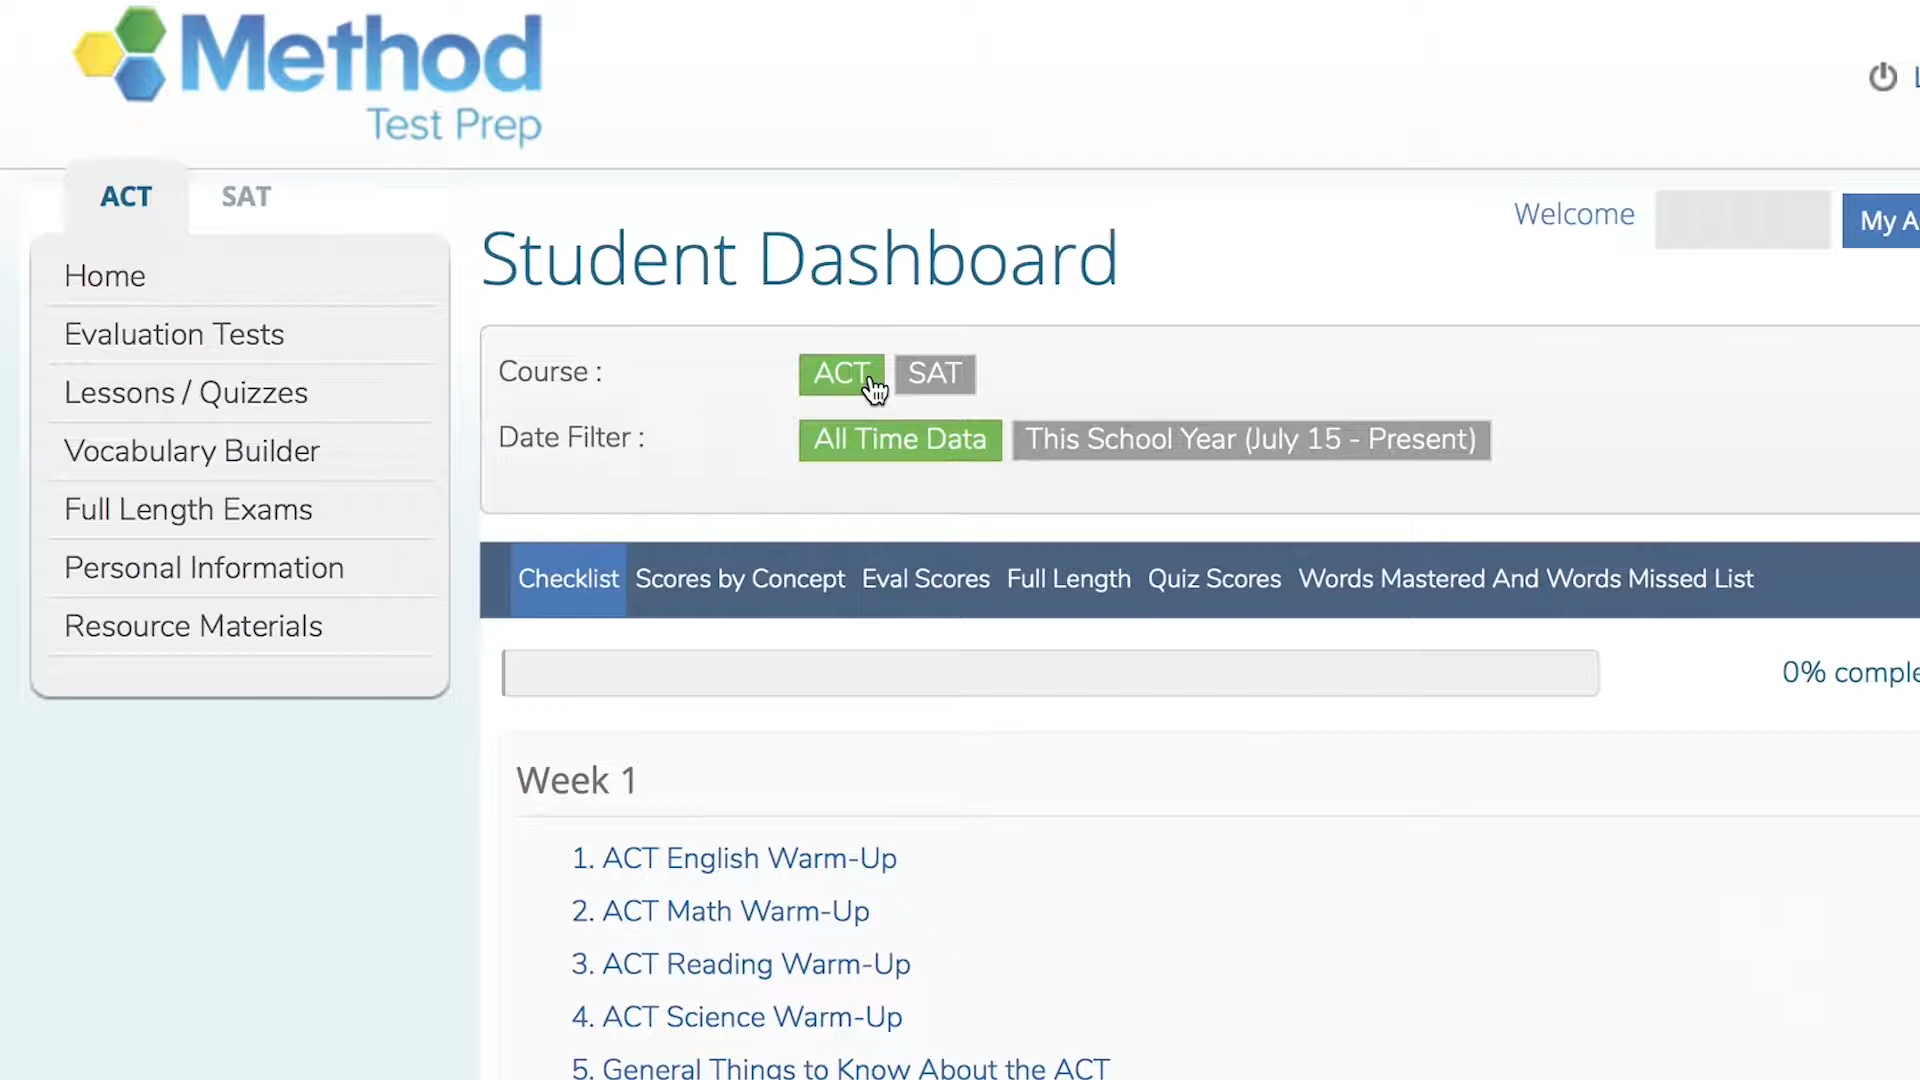 Method
Test Prep
ACT SAT
Welcome
My A
Student Dashboard
Home
Evaluation Tests
Lessons / Quizzes
Vocabulary Builder
Full Length Exams
Personal Information
Resource Materials
Course : ACT SAT
Date Filter : All Time Data This School Year (July 15 - Present)
Checklist Scores by Concept Eval Scores Full Length Quiz Scores Words Mastered And Words Missed List
0% comple
Week 1
1. ACT English Warm-Up
2. ACT Math Warm-Up
3. ACT Reading Warm-Up
4. ACT Science Warm-Up
5. General Things to Know About the ACT